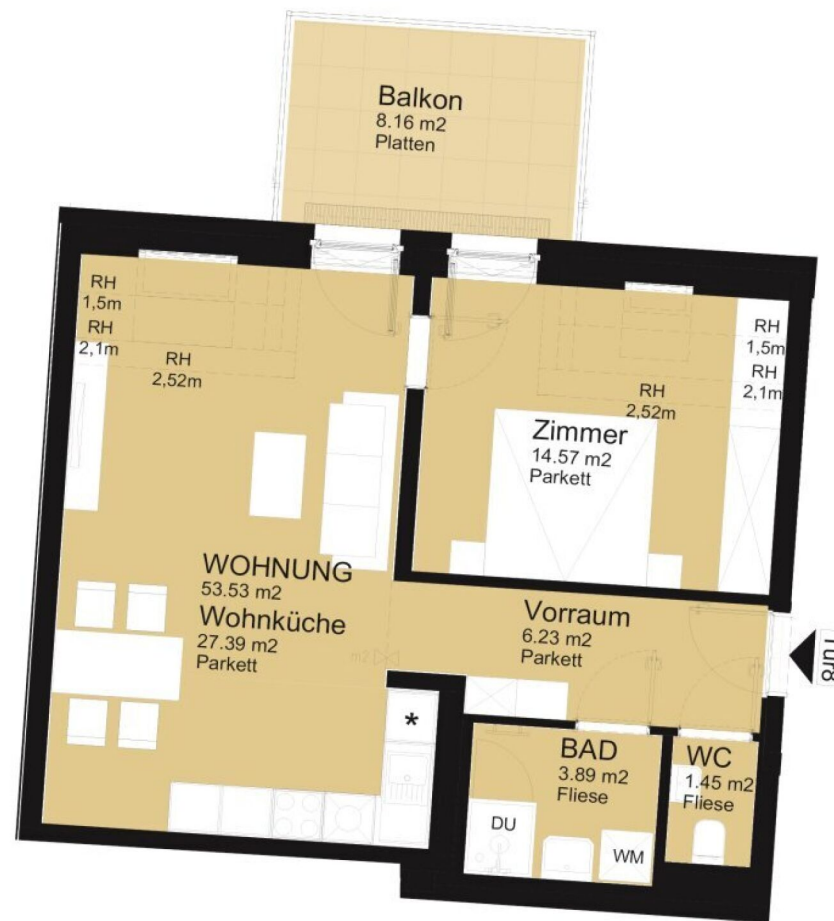 Balkon
8.16 m2
Platten
RH
1,5m
RH
2,1m
RH
2,52m
RH
1,5m
RH
2,1m
RH
2,52m
Zimmer
14.57 m2
Parkett
WOHNUNG
53.53 m2
Wohnküche
27.39 m2
Parkett
Vorraum
6.23 m2
Parkett
m2
*
BAD
3.89 m2
Fliese
WC
1.45 m2
Fliese
DU
WM